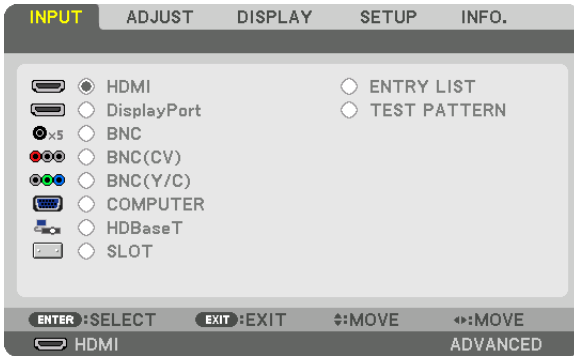 INPUT ADJUST DISPLAY SETUP INFO.
HDMI ENTRY LIST
DisplayPort TEST PATTERN
×5 BNC
BNC(CV)
BNC(Y/C)
COMPUTER
HDBaseT
SLOT
ENTER :SELECT EXIT :EXIT :MOVE :MOVE
HDMI ADVANCED